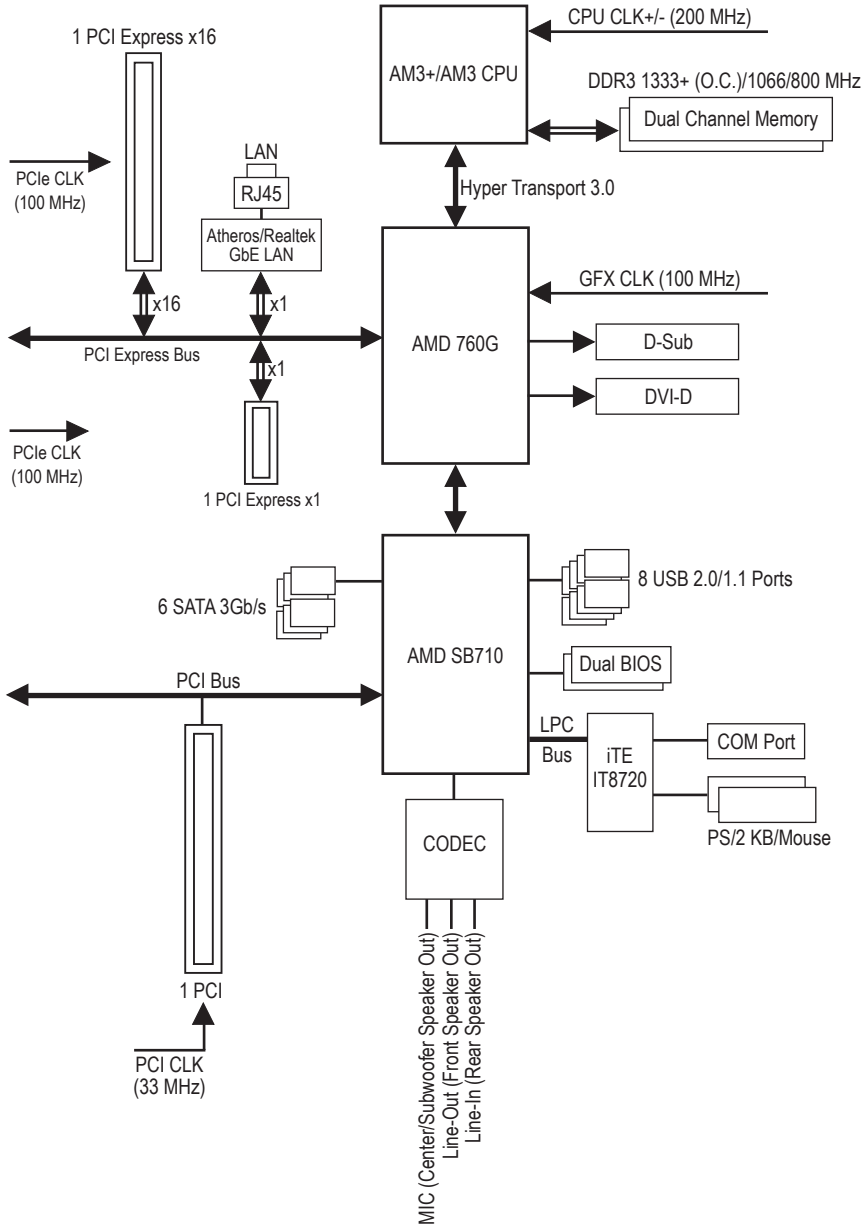 1 PCI Express x16
CPU CLK+/- (200 MHz)
AM3+/AM3 CPU
DDR3 1333+ (O.C.)/1066/800 MHz
Dual Channel Memory
PCIe CLK
(100 MHz)
LAN
RJ45
Hyper Transport 3.0
Atheros/Realtek
GbE LAN
x16
x1
GFX CLK (100 MHz)
PCI Express Bus
AMD 760G
D-Sub
x1
DVI-D
PCIe CLK
(100 MHz)
1 PCI Express x1
6 SATA 3Gb/s
8 USB 2.0/1.1 Ports
AMD SB710
Dual BIOS
PCI Bus
LPC
Bus
iTE
IT8720
COM Port
PS/2 KB/Mouse
CODEC
1 PCI
PCI CLK
(33 MHz)
MIC (Center/Subwoofer Speaker Out)
Line-Out (Front Speaker Out)
Line-In (Rear Speaker Out)